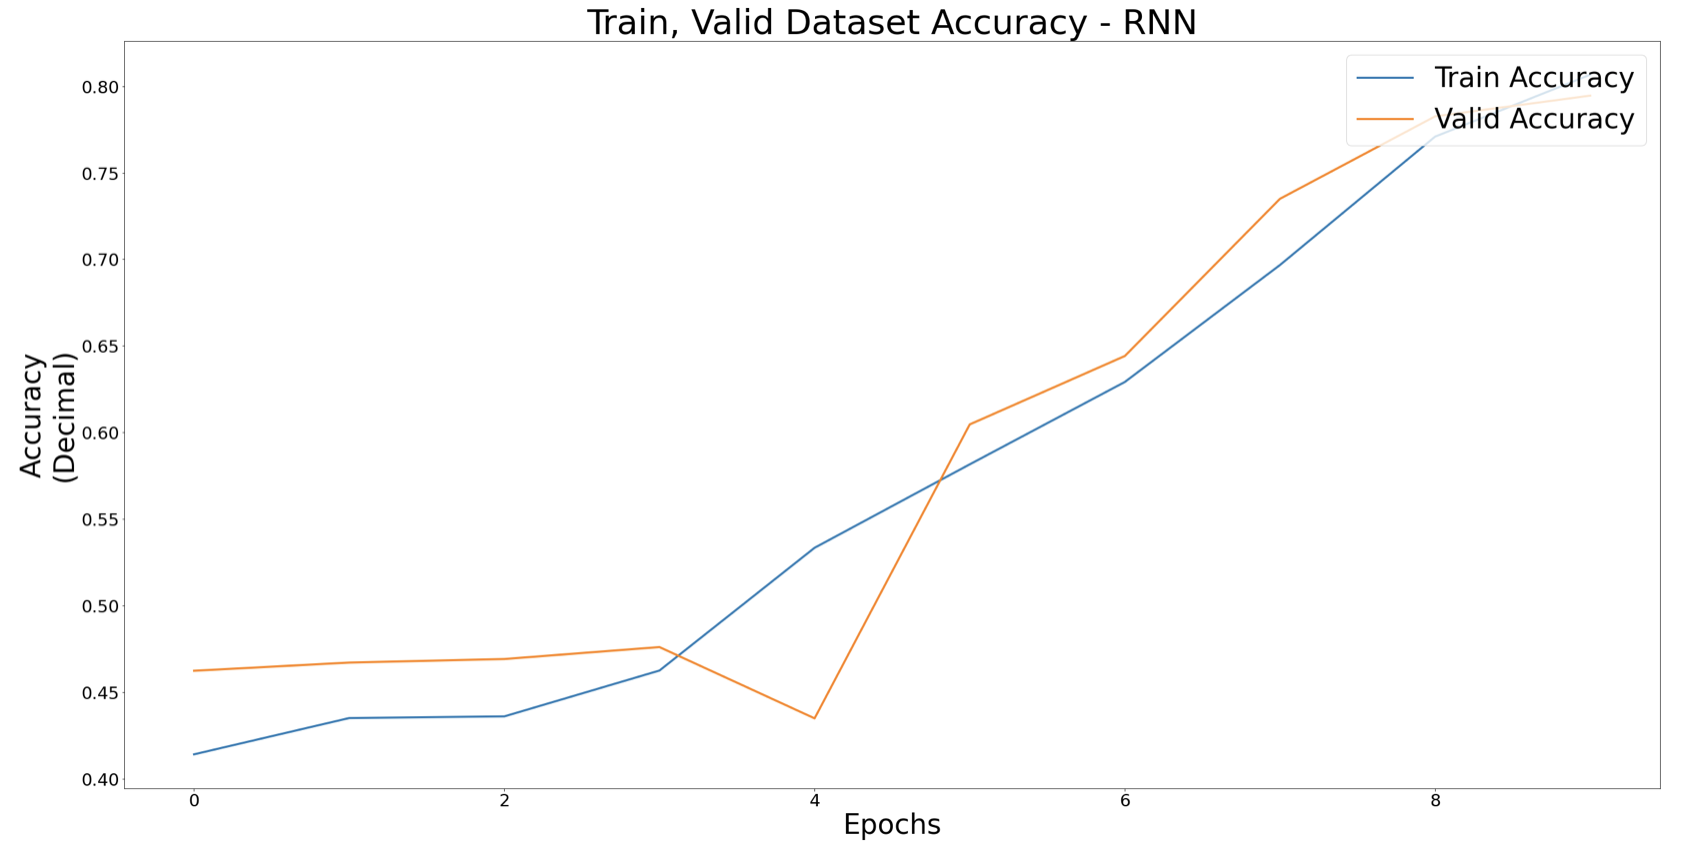 Train, Valid Dataset Accuracy - RNN
Train Accuracy
Valid Accuracy
0.80
0.75
0.70
0.65
0.60
0.55
0.50
0.45
0.40
Accuracy
(Decimal)
0 2 4 6 8
Epochs